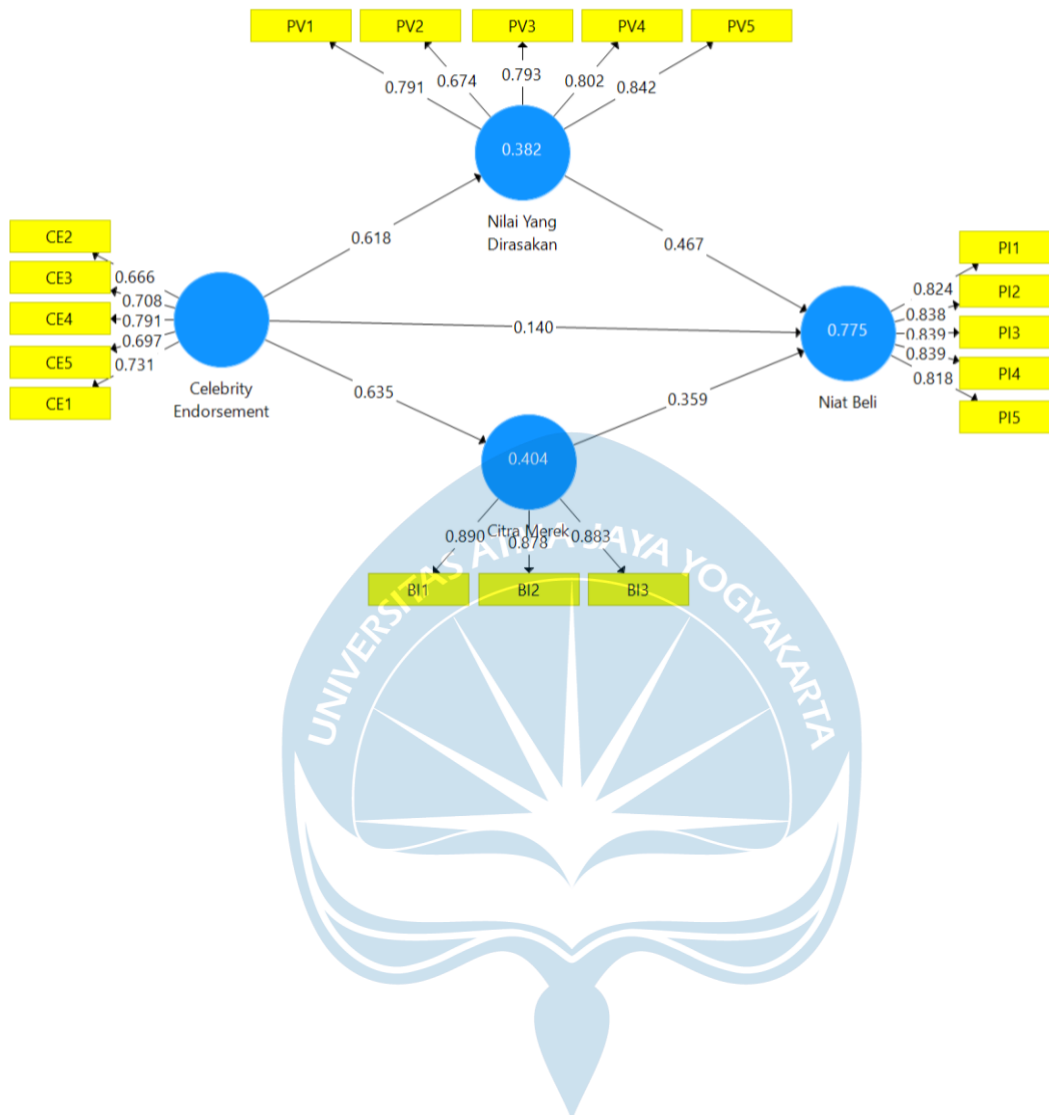 PV1 PV2 PV3 PV4 PV5
0.791 0.674 0.793 0.802 0.842
0.382
Nilai Yang
Dirasakan
0.618
0.467
CE2
CE3
CE4
CE5
CE1
0.666
0.708
0.791
0.697
0.731
Celebrity
Endorsement
0.140
0.635
0.359
0.775
Niat Beli
0.824
0.838
0.839
0.839
0.818
PI1
PI2
PI3
PI4
PI5
0.404
Citra Merek
0.890 0.878 0.883
BI1 BI2 BI3
UNIVERSITAS ATMA JAYA YOGYAKARTA